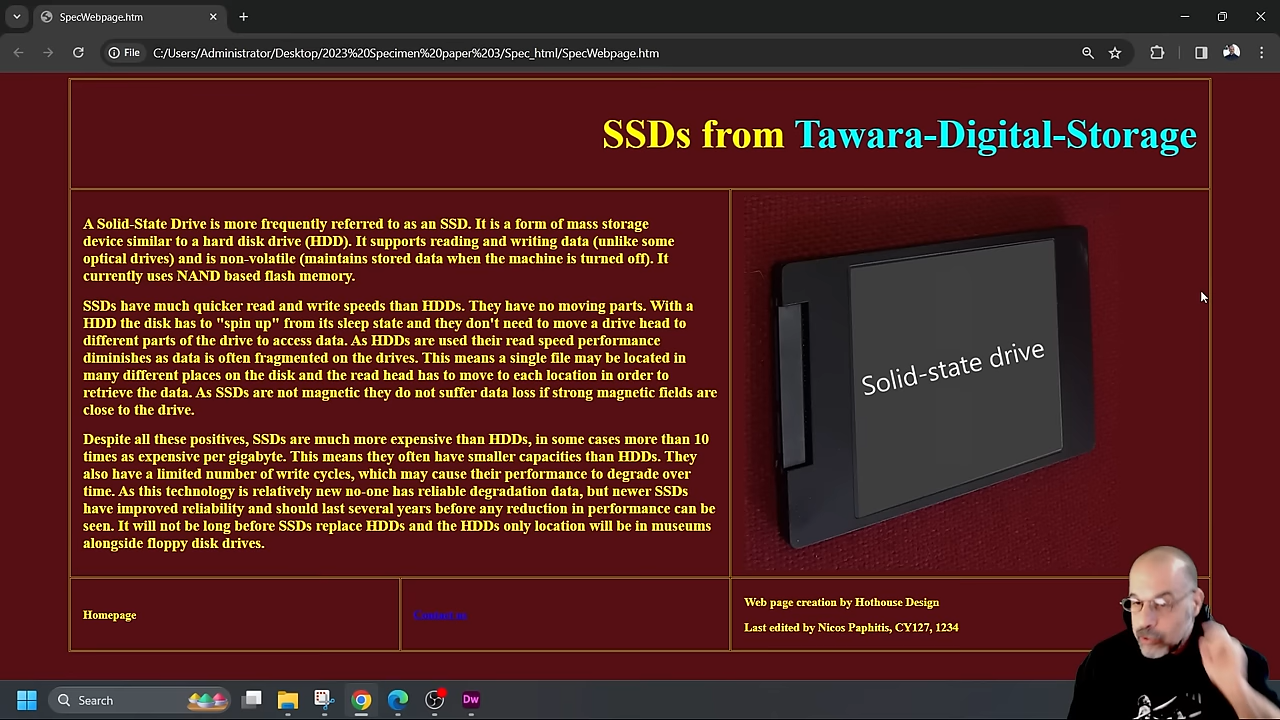 SpecWebpage.htm
File
C:/Users/Administrator/Desktop/2023%20Specimen%20paper%203/Spec_html/SpecWebpage.htm
SSDs from Tawara-Digital-Storage
A Solid-State Drive is more frequently referred to as an SSD. It is a form of mass storage
device similar to a hard disk drive (HDD). It supports reading and writing data (unlike some
optical drives) and is non-volatile (maintains stored data when the machine is turned off). It
currently uses NAND based flash memory.
SSDs have much quicker read and write speeds than HDDs. They have no moving parts. With a
HDD the disk has to "spin up" from its sleep state and they don't need to move a drive head to
different parts of the drive to access data. As HDDs are used their read speed performance
diminishes as data is often fragmented on the drives. This means a single file may be located in
many different places on the disk and the read head has to move to each location in order to
retrieve the data. As SSDs are not magnetic they do not suffer data loss if strong magnetic fields are
close to the drive.
Despite all these positives, SSDs are much more expensive than HDDs, in some cases more than 10
times as expensive per gigabyte. This means they often have smaller capacities than HDDs. They
also have a limited number of write cycles, which may cause their performance to degrade over
time. As this technology is relatively new no-one has reliable degradation data, but newer SSDs
have improved reliability and should last several years before any reduction in performance can be
seen. It will not be long before SSDs replace HDDs and the HDDs only location will be in museums
alongside floppy disk drives.
Solid-state drive
Homepage
Contact us
Web page creation by Hothouse Design
Last edited by Nicos Paphitis, CY127, 1234
Search
Dw